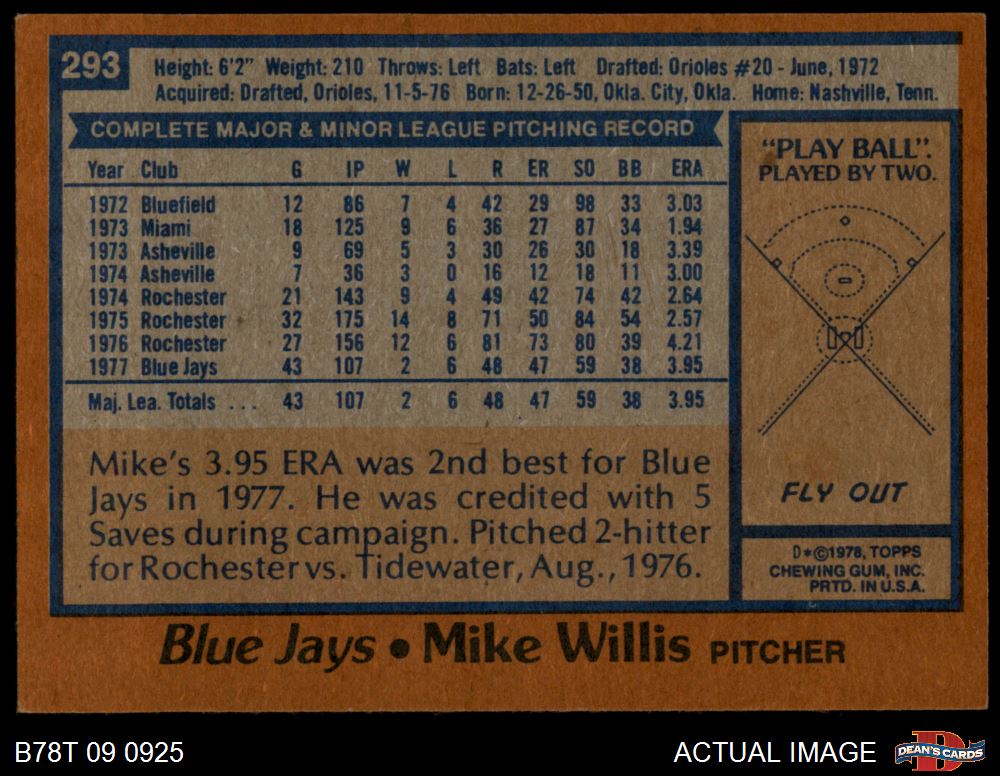 293
Height: 6'2" Weight: 210 Throws: Left Bats: Left Drafted: Orioles #20 - June, 1972
Acquired: Drafted, Orioles, 11-5-76 Born: 12-26-50, Okla. City, Okla. Home: Nashville, Tenn.
COMPLETE MAJOR & MINOR LEAGUE PITCHING RECORD
Year Club G IP W L R ER SO BB ERA
1972 Bluefield 12 86 7 4 42 29 98 33 3.03
1973 Miami 18 125 9 6 36 27 87 34 1.94
1973 Asheville 9 69 5 3 30 26 30 18 3.39
1974 Asheville 7 36 3 0 16 12 18 11 3.00
1974 Rochester 21 143 9 4 49 42 74 42 2.64
1975 Rochester 32 175 14 8 71 50 84 54 2.57
1976 Rochester 27 156 12 6 81 73 80 39 4.21
1977 Blue Jays 43 107 2 6 48 47 59 38 3.95
Maj. Lea. Totals ... 43 107 2 6 48 47 59 38 3.95
Mike's 3.95 ERA was 2nd best for Blue
Jays in 1977. He was credited with 5
Saves during campaign. Pitched 2-hitter
for Rochester vs. Tidewater, Aug., 1976.
"PLAY BALL".
PLAYED BY TWO.
FLY OUT
D*©1978, TOPPS
CHEWING GUM, INC.
PRTD. IN U.S.A.
Blue Jays • Mike Willis PITCHER
B78T 09 0925
ACTUAL IMAGE
D
DEAN'S CARDS